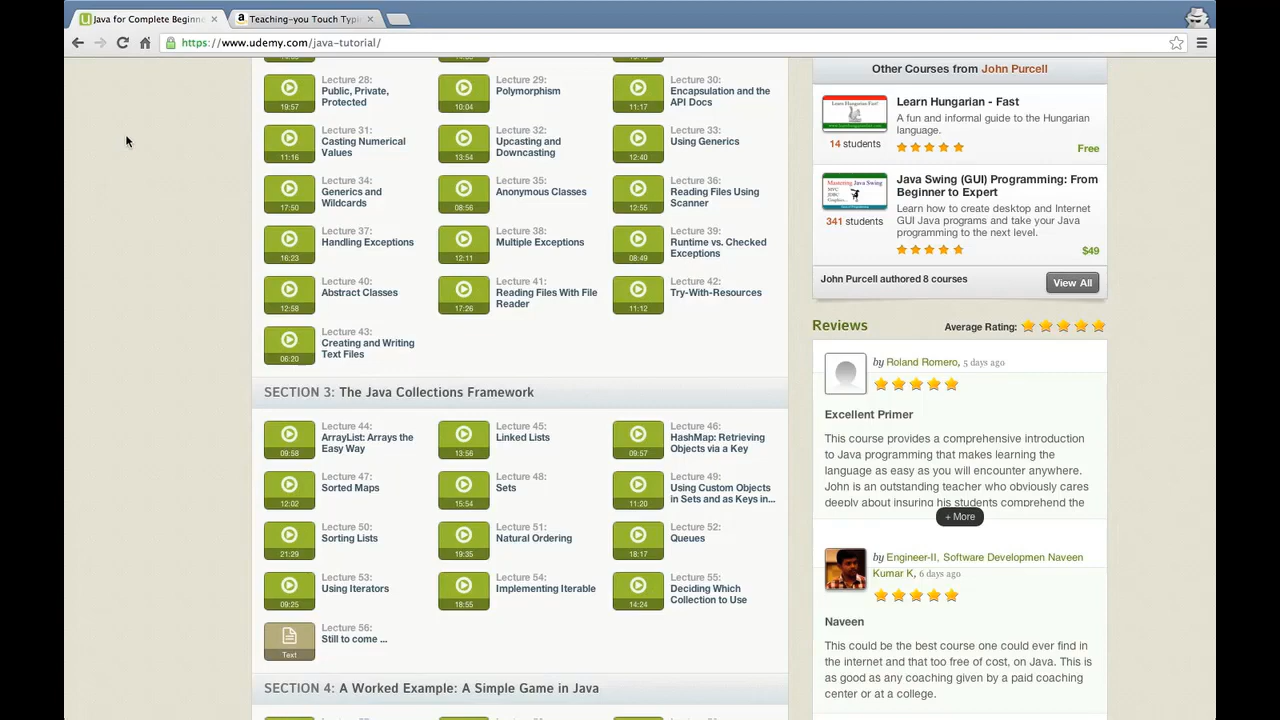 Java for Complete Beginn
Teaching-you Touch Typi
https://www.udemy.com/java-tutorial/
Lecture 28:
Public, Private,
Protected
19:57
Lecture 29:
Polymorphism
10:04
Lecture 30:
Encapsulation and the
API Docs
11:17
Lecture 31:
Casting Numerical
Values
11:16
Lecture 32:
Upcasting and
Downcasting
13:54
Lecture 33:
Using Generics
12:40
Lecture 34:
Generics and
Wildcards
17:50
Lecture 35:
Anonymous Classes
08:56
Lecture 36:
Reading Files Using
Scanner
12:55
Lecture 37:
Handling Exceptions
16:23
Lecture 38:
Multiple Exceptions
12:11
Lecture 39:
Runtime vs. Checked
Exceptions
08:49
Lecture 40:
Abstract Classes
12:58
Lecture 41:
Reading Files With File
Reader
17:26
Lecture 42:
Try-With-Resources
11:12
Lecture 43:
Creating and Writing
Text Files
06:20
SECTION 3: The Java Collections Framework
Lecture 44:
ArrayList: Arrays the
Easy Way
09:58
Lecture 45:
Linked Lists
13:56
Lecture 46:
HashMap: Retrieving
Objects via a Key
09:57
Lecture 47:
Sorted Maps
12:02
Lecture 48:
Sets
15:54
Lecture 49:
Using Custom Objects
in Sets and as Keys in...
11:20
Lecture 50:
Sorting Lists
21:29
Lecture 51:
Natural Ordering
19:35
Lecture 52:
Queues
18:17
Lecture 53:
Using Iterators
09:25
Lecture 54:
Implementing Iterable
18:55
Lecture 55:
Deciding Which
Collection to Use
14:24
Lecture 56:
Still to come ...
Text
SECTION 4: A Worked Example: A Simple Game in Java
Other Courses from John Purcell
Learn Hungarian - Fast
A fun and informal guide to the Hungarian
language.
14 students
Free
Java Swing (GUI) Programming: From
Beginner to Expert
Learn how to create desktop and Internet
GUI Java programs and take your Java
programming to the next level.
341 students
$49
John Purcell authored 8 courses
View All
Reviews
Average Rating:
by Roland Romero, 5 days ago
Excellent Primer
This course provides a comprehensive introduction
to Java programming that makes learning the
language as easy as you will encounter anywhere.
John is an outstanding teacher who obviously cares
deeply about insuring his students comprehend the
+ More
by Engineer-II, Software Developmen Naveen
Kumar K, 6 days ago
Naveen
This could be the best course one could ever find in
the internet and that too free of cost, on Java. This is
as good as any coaching given by a paid coaching
center or at a college.